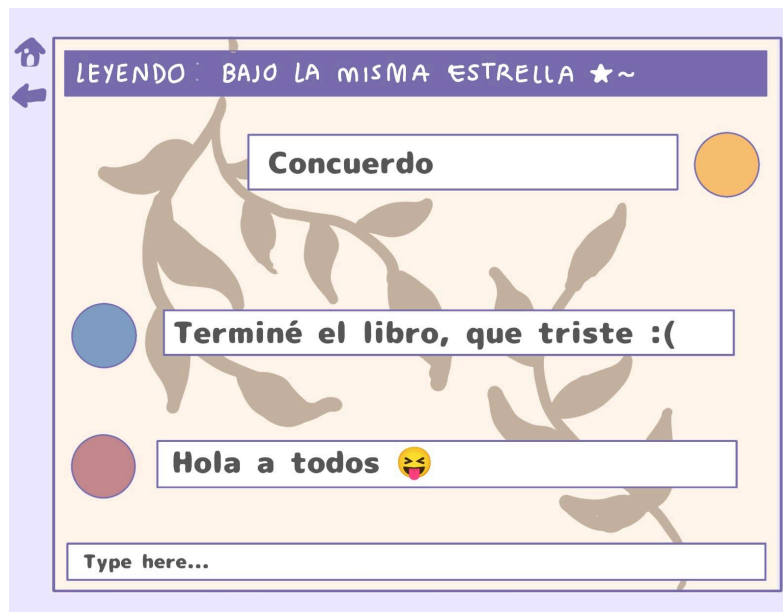 LEYENDO: BAJO LA MISMA ESTRELLA ★~
Concuerdo
Terminé el libro, que triste :(
Hola a todos 😝
Type here...